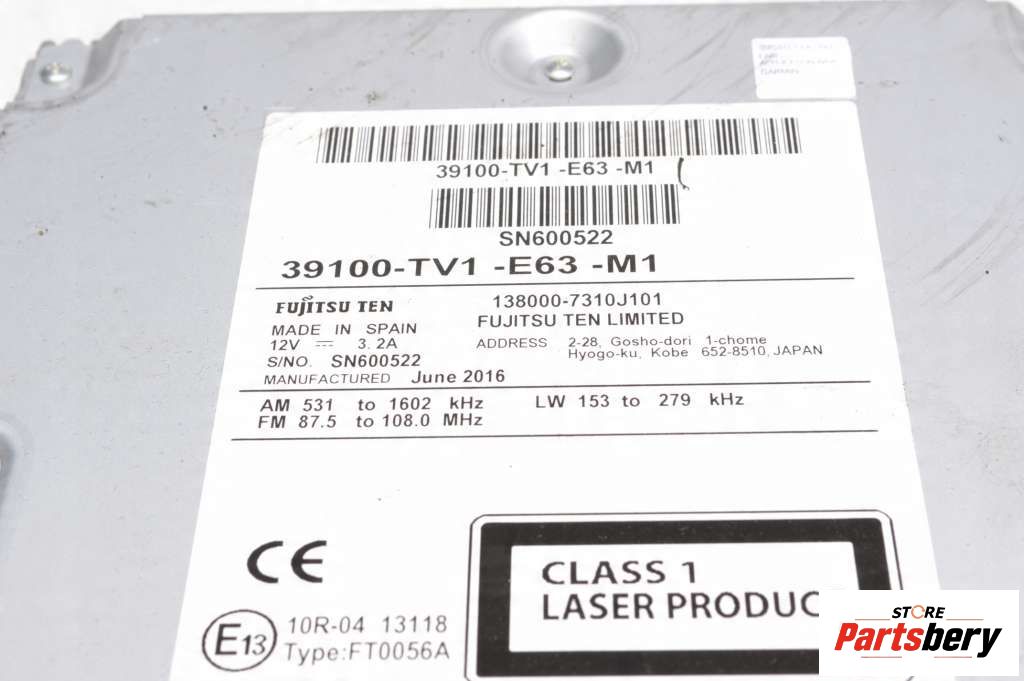 39100-TV1 -E63 -M1
SN600522
39100-TV1 -E63 -M1
FUJITSU TEN
138000-7310J101
MADE IN SPAIN
FUJITSU TEN LIMITED
12V 3.2A
ADDRESS 2-28, Gosho-dori 1-chome
Hyogo-ku, Kobe 652-8510, JAPAN
S/NO. SN600522
MANUFACTURED June 2016
AM 531 to 1602 kHz LW 153 to 279 kHz
FM 87.5 to 108.0 MHz
CE
CLASS 1
LASER PRODUC
E13
10R-04 13118
Type:FT0056A
STORE
Partsbery